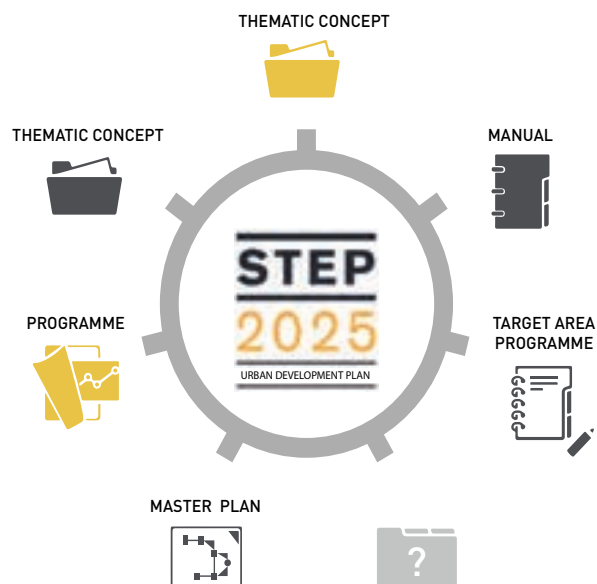 THEMATIC CONCEPT
THEMATIC CONCEPT
MANUAL
STEP
2025
URBAN DEVELOPMENT PLAN
PROGRAMME
TARGET AREA
PROGRAMME
MASTER PLAN
?